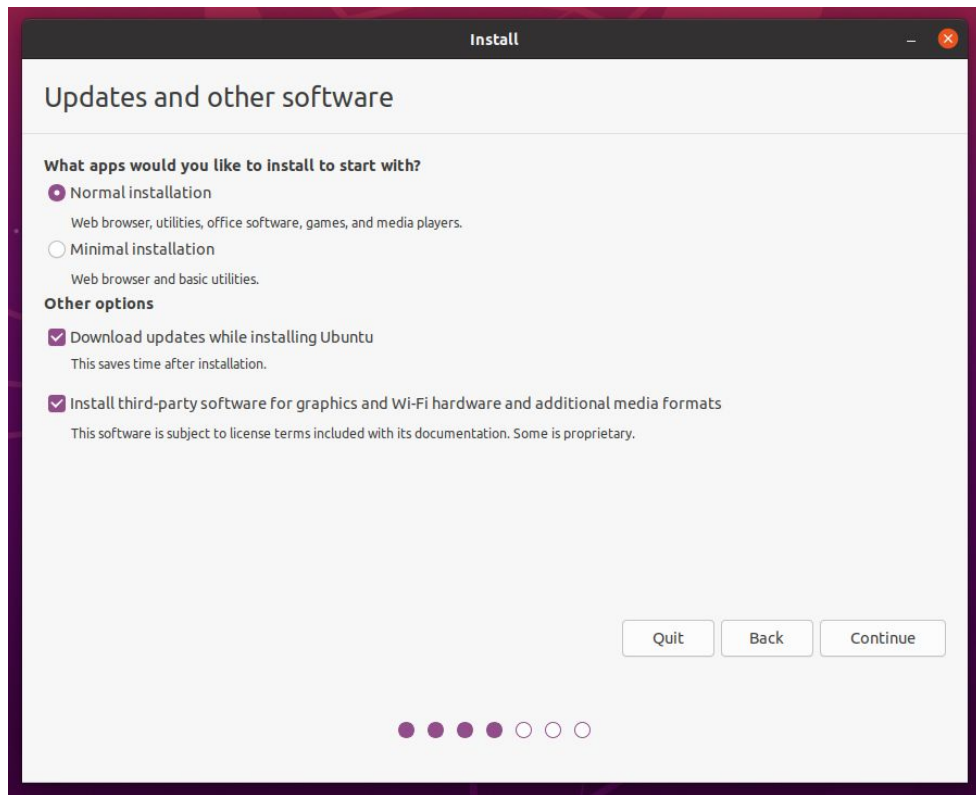 Install
Updates and other software
What apps would you like to install to start with?
Normal installation
Web browser, utilities, office software, games, and media players.
Minimal installation
Web browser and basic utilities.
Other options
Download updates while installing Ubuntu
This saves time after installation.
Install third-party software for graphics and Wi-Fi hardware and additional media formats
This software is subject to license terms included with its documentation. Some is proprietary.
Quit Back Continue